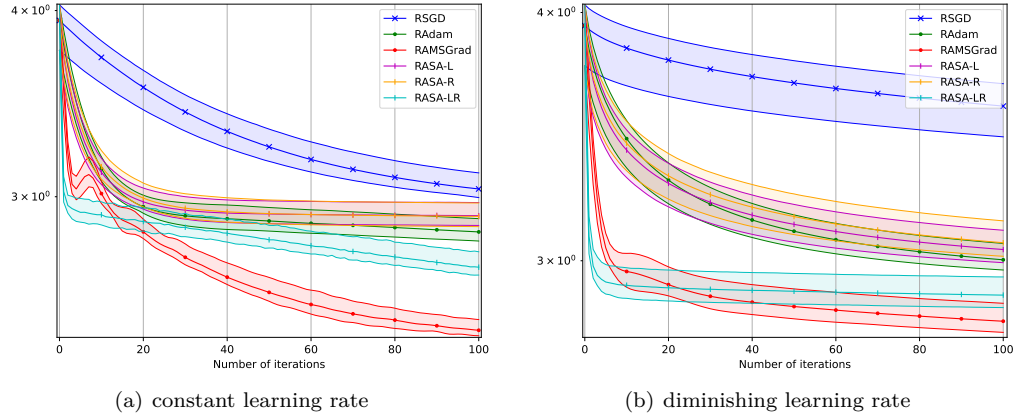 4 × 10⁰
3 × 10⁰
0 20 40 60 80 100
Number of iterations
RSGD
RAdam
RAMSGrad
RASA-L
RASA-R
RASA-LR
(a) constant learning rate
4 × 10⁰
3 × 10⁰
0 20 40 60 80 100
Number of iterations
RSGD
RAdam
RAMSGrad
RASA-L
RASA-R
RASA-LR
(b) diminishing learning rate